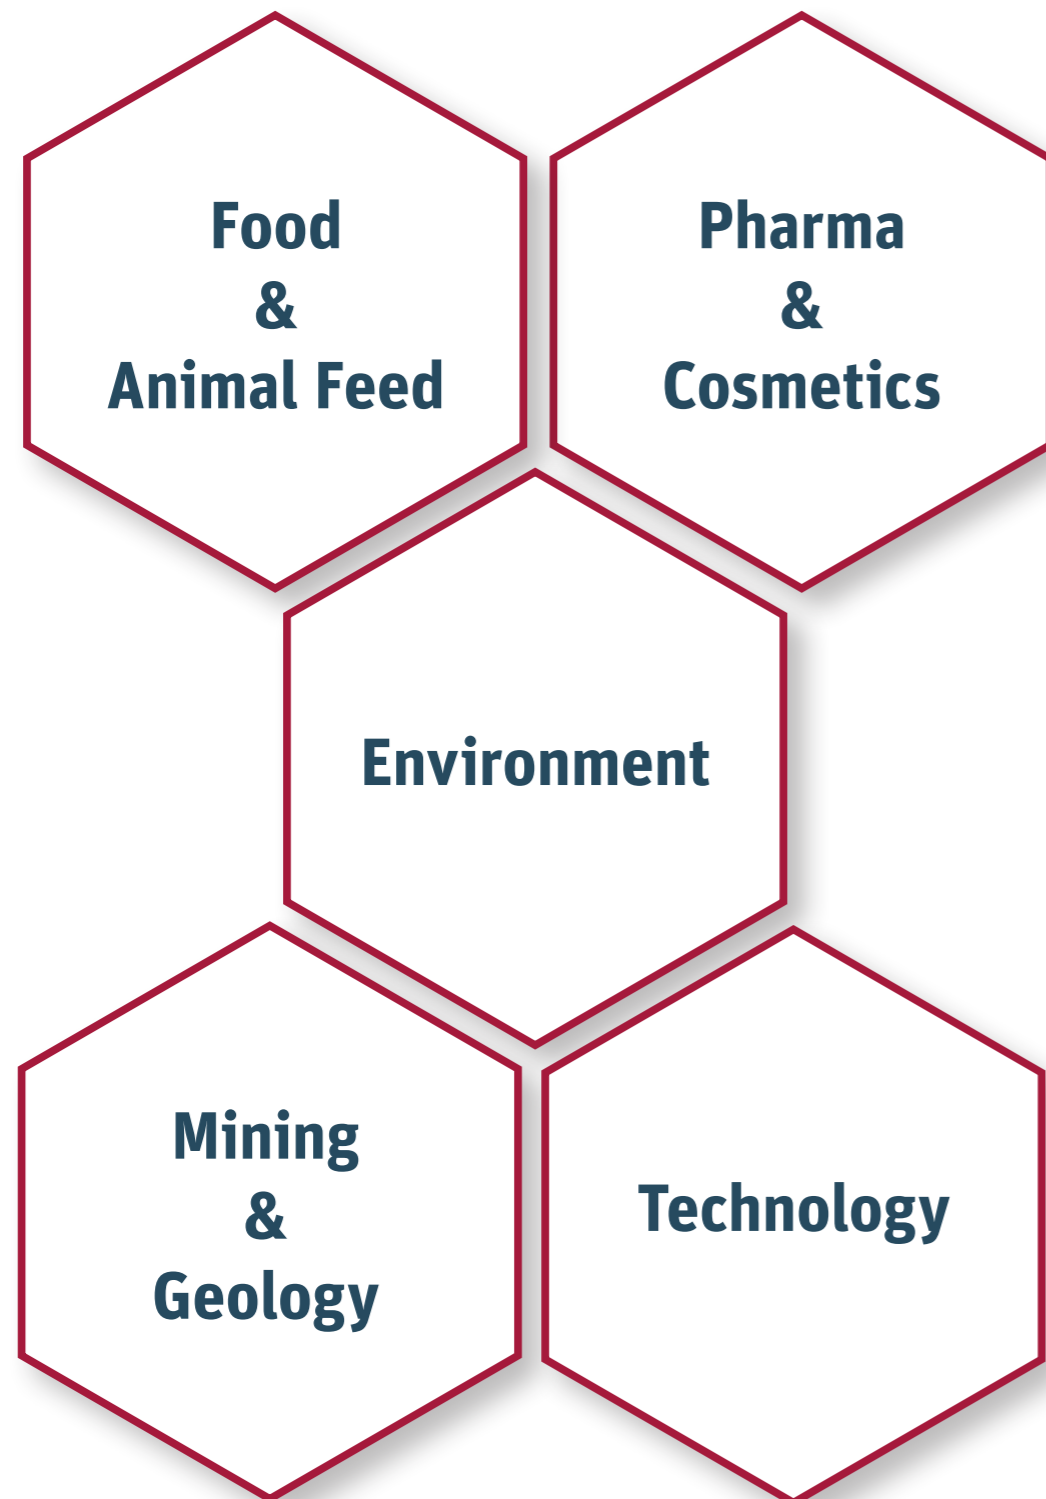 Food
&
Animal Feed
Pharma
&
Cosmetics
Environment
Mining
&
Geology
Technology